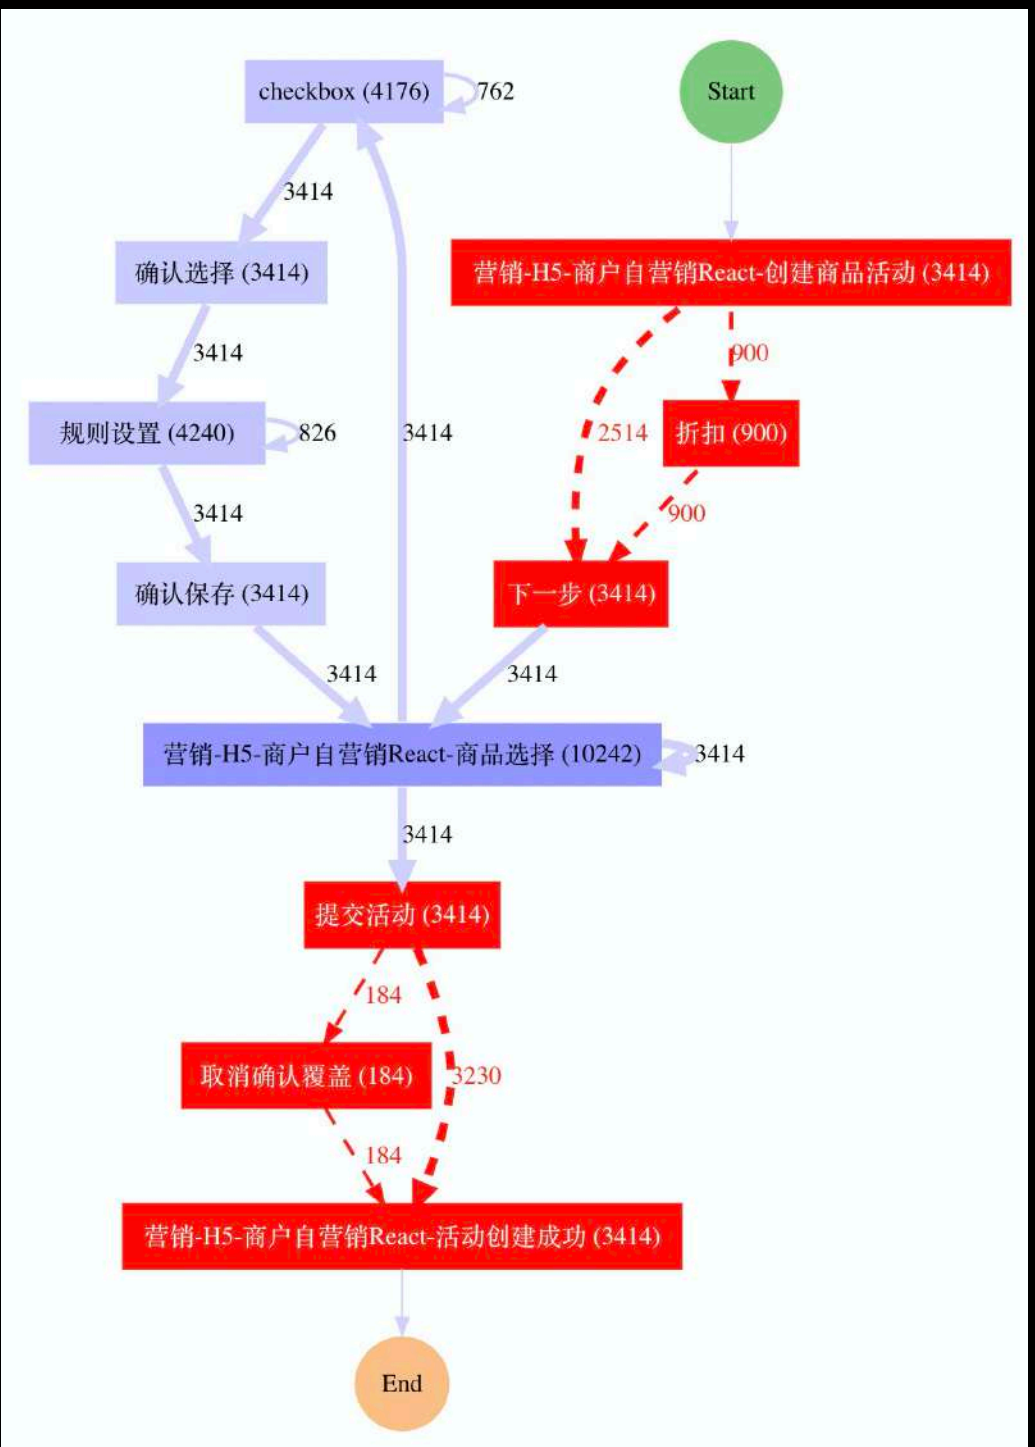 checkbox (4176)
762
Start
3414
确认选择 (3414)
营销-H5-商户自营销React-创建商品活动 (3414)
3414
900
规则设置 (4240)
826
3414
2514
折扣 (900)
3414
900
确认保存 (3414)
下一步 (3414)
3414
3414
营销-H5-商户自营销React-商品选择 (10242)
3414
3414
提交活动 (3414)
184
取消确认覆盖 (184)
3230
184
营销-H5-商户自营销React-活动创建成功 (3414)
End